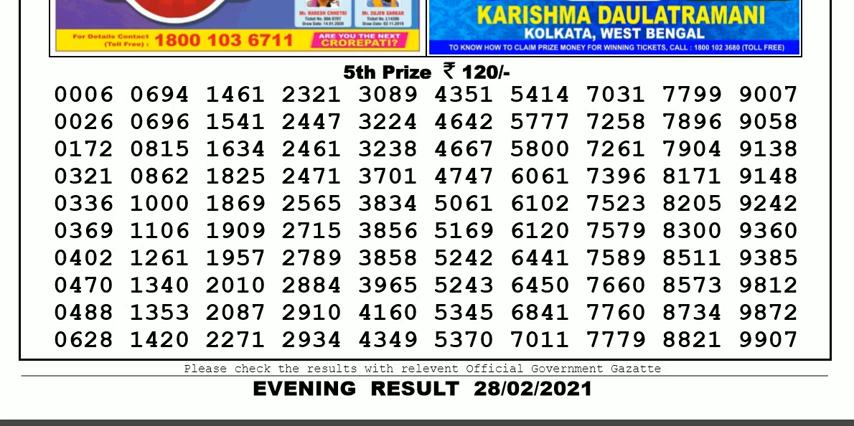 Mr. NARESH CHHETRI
Mr. SUJEN SARKAR
For Details Contact
(Toll Free) : 1800 103 6711
ARE YOU THE NEXT
CROREPATI?
KARISHMA DAULATRAMANI
KOLKATA, WEST BENGAL
TO KNOW HOW TO CLAIM PRIZE MONEY FOR WINNING TICKETS, CALL : 1800 102 3680 (TOLL FREE)
5th Prize ₹ 120/-
0006 0694 1461 2321 3089 4351 5414 7031 7799 9007
0026 0696 1541 2447 3224 4642 5777 7258 7896 9058
0172 0815 1634 2461 3238 4667 5800 7261 7904 9138
0321 0862 1825 2471 3701 4747 6061 7396 8171 9148
0336 1000 1869 2565 3834 5061 6102 7523 8205 9242
0369 1106 1909 2715 3856 5169 6120 7579 8300 9360
0402 1261 1957 2789 3858 5242 6441 7589 8511 9385
0470 1340 2010 2884 3965 5243 6450 7660 8573 9812
0488 1353 2087 2910 4160 5345 6841 7760 8734 9872
0628 1420 2271 2934 4349 5370 7011 7779 8821 9907
Please check the results with relevent Official Government Gazatte
EVENING RESULT 28/02/2021